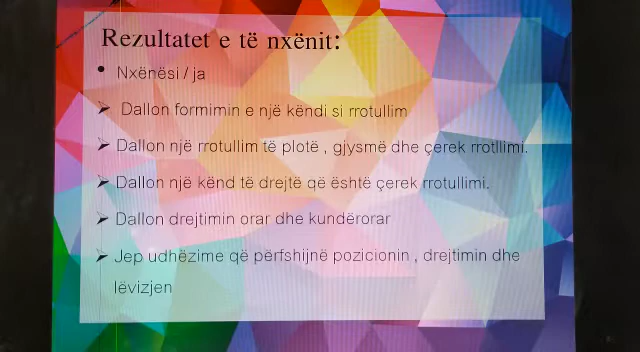 Rezultatet e të nxënit:
• Nxënësi / ja
➢ Dallon formimin e një këndi si rrotullim
➢ Dallon një rrotullim të plotë , gjysmë dhe çerek rrotllimi.
➢ Dallon një kënd të drejtë që është çerek rrotullimi.
➢ Dallon drejtimin orar dhe kundërorar
➢ Jep udhëzime që përfshijnë pozicionin , drejtimin dhe
lëvizjen